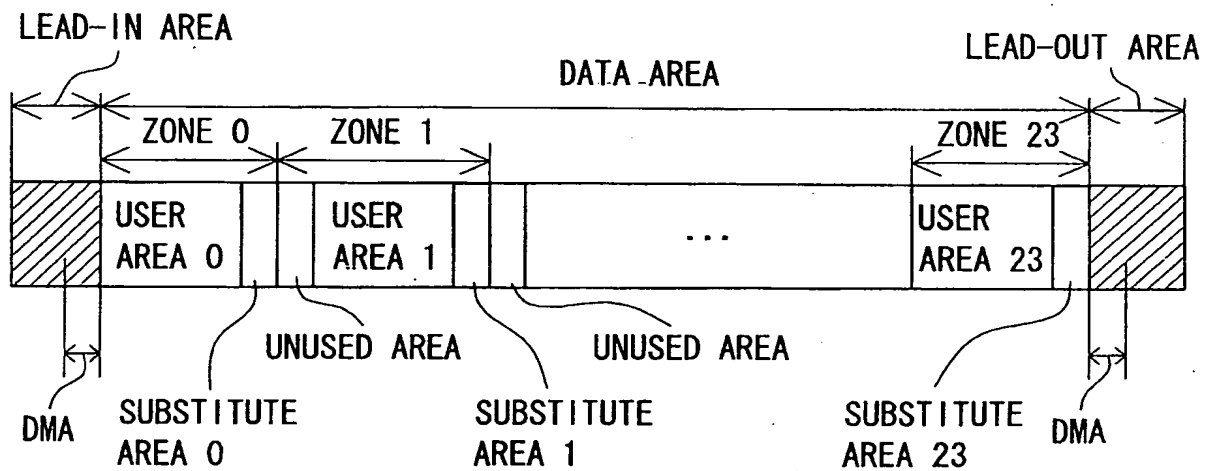 LEAD-IN AREA
LEAD-OUT AREA
DATA AREA
ZONE 0
ZONE 1
ZONE 23
USER
AREA 0
USER
AREA 1
...
USER
AREA 23
UNUSED AREA
UNUSED AREA
DMA
SUBSTITUTE
AREA 0
SUBSTITUTE
AREA 1
SUBSTITUTE
AREA 23
DMA